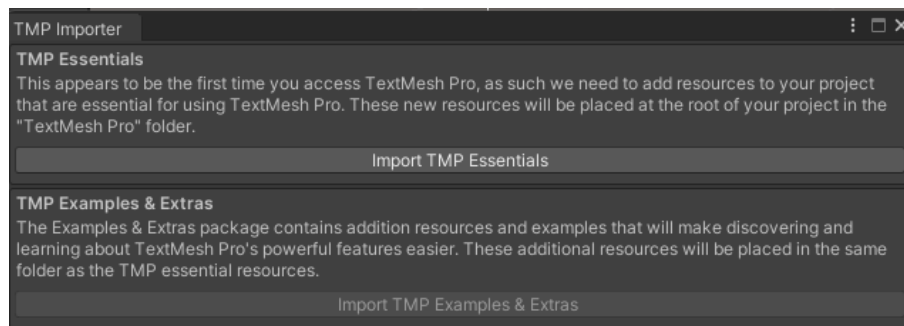 TMP Importer
TMP Essentials
This appears to be the first time you access TextMesh Pro, as such we need to add resources to your project
that are essential for using TextMesh Pro. These new resources will be placed at the root of your project in the
"TextMesh Pro" folder.
Import TMP Essentials
TMP Examples & Extras
The Examples & Extras package contains addition resources and examples that will make discovering and
learning about TextMesh Pro's powerful features easier. These additional resources will be placed in the same
folder as the TMP essential resources.
Import TMP Examples & Extras